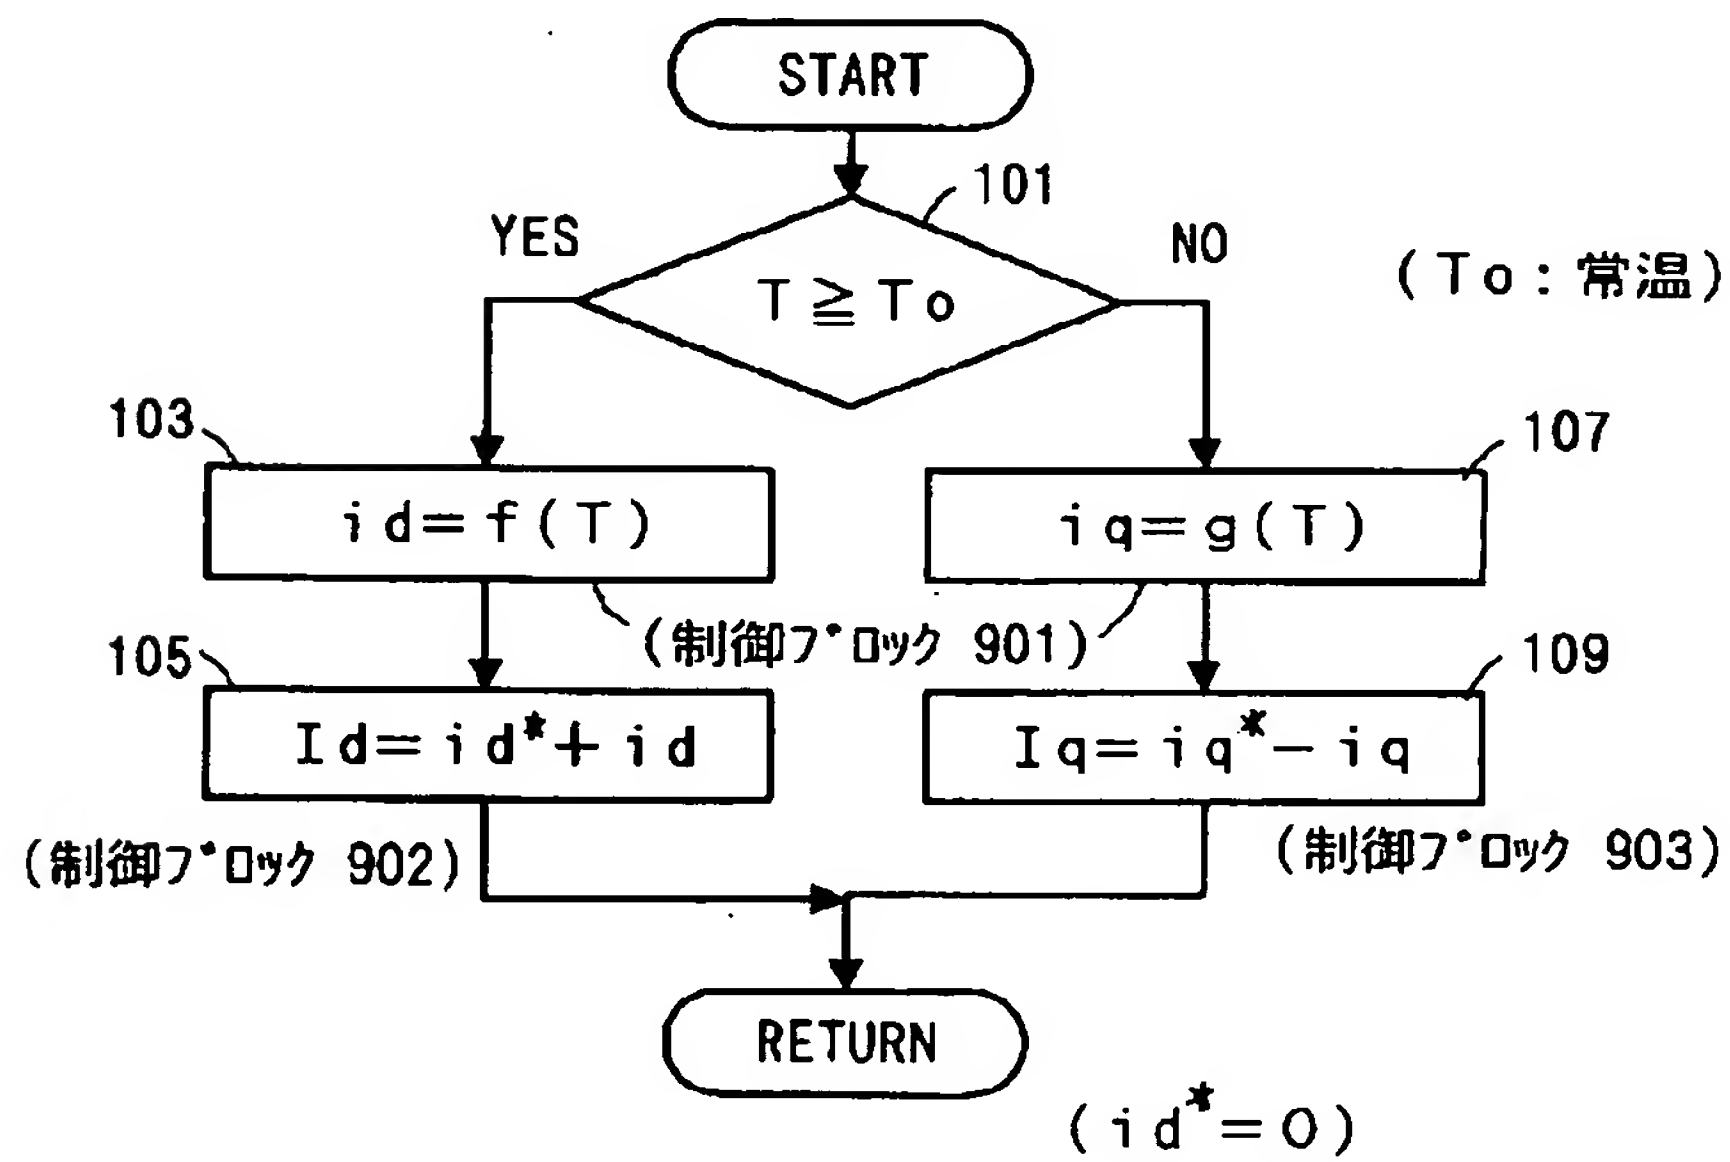 START
101
YES
NO
(To:常温)
T≧To
103
107
id=f(T)
iq=g(T)
(制御ブロック 901)
105
109
Id=id*+id
Iq=iq*-iq
(制御ブロック 902)
(制御ブロック 903)
RETURN
(id*=0)